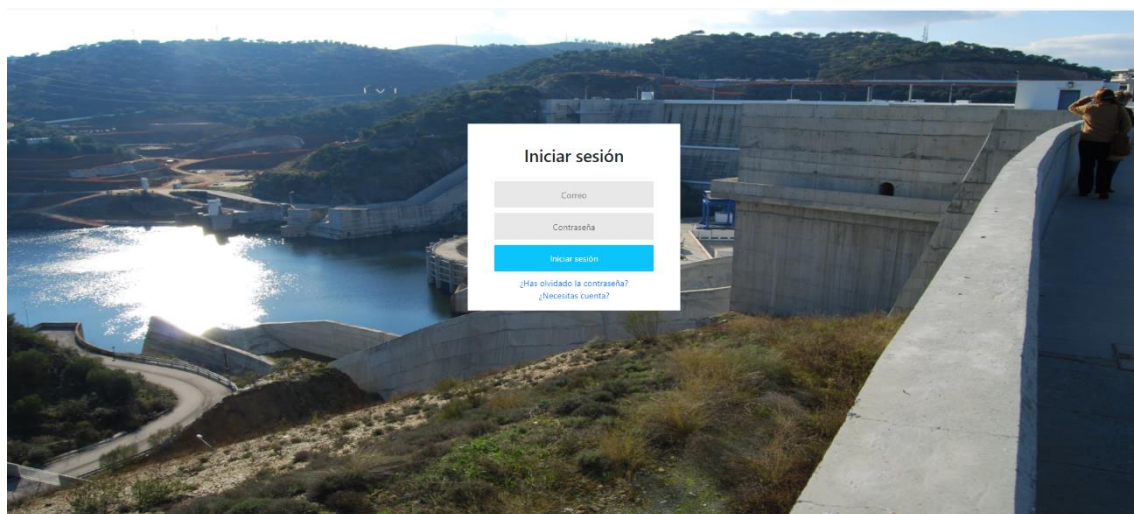 Iniciar sesión
Correo
Contraseña
Iniciar sesión
¿Has olvidado la contraseña?
¿Necesitas cuenta?